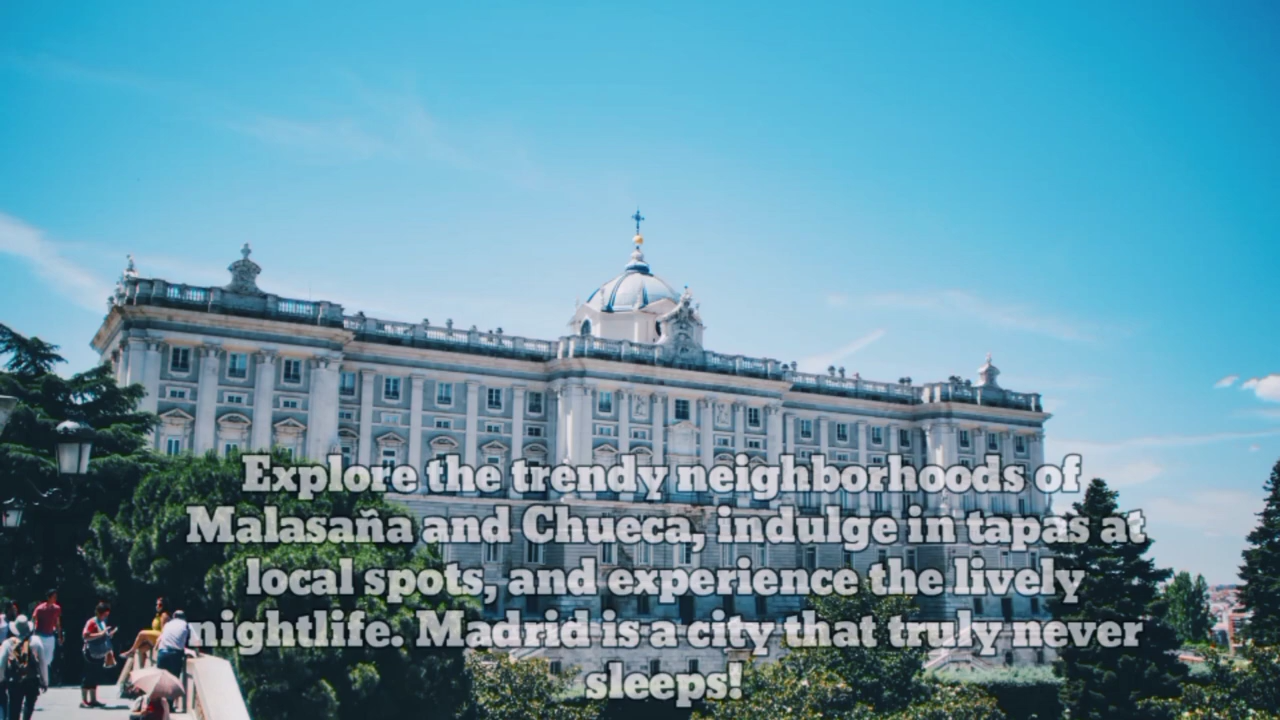 Explore the trendy neighborhoods of
Malasaña and Chueca, indulge in tapas at
local spots, and experience the lively
nightlife. Madrid is a city that truly never
sleeps!